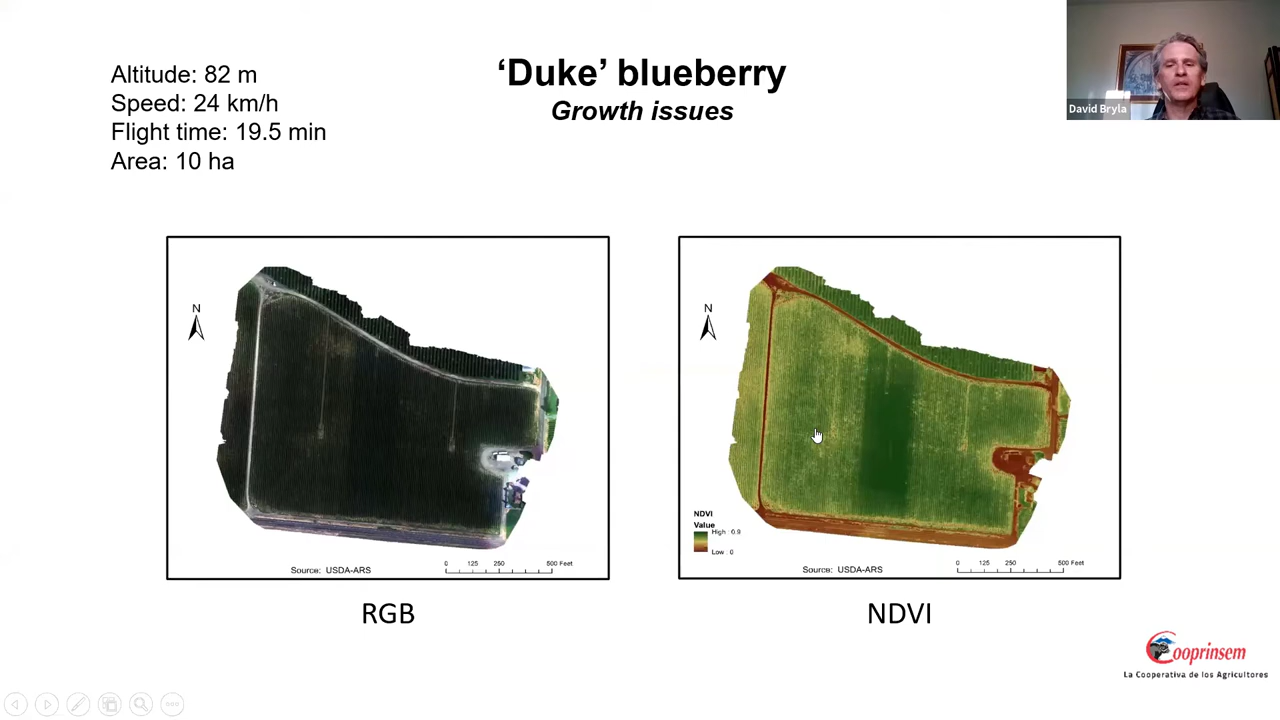 Altitude: 82 m
Speed: 24 km/h
Flight time: 19.5 min
Area: 10 ha
‘Duke’ blueberry
Growth issues
David Bryla
N
Source: USDA-ARS
0 125 250 500 Feet
RGB
N
NDVI
Value
High : 0.9
Low : 0
Source: USDA-ARS
0 125 250 500 Feet
NDVI
Cooprinsem
La Cooperativa de los Agricultores